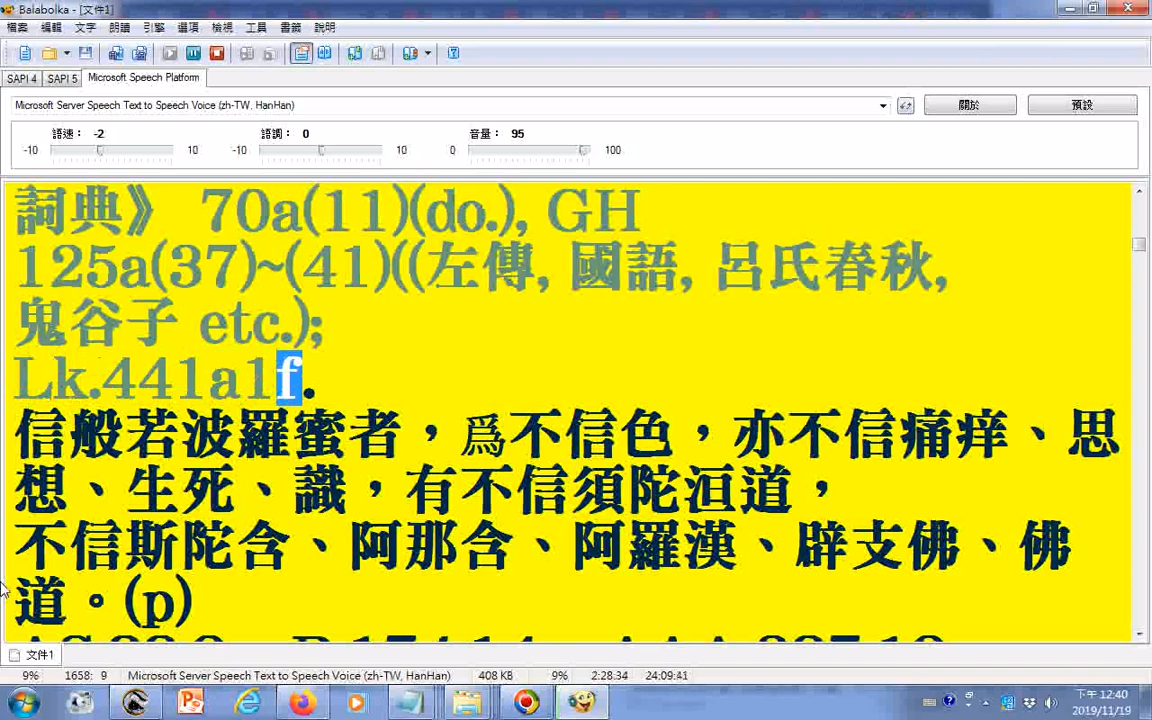 Balabolka - [文件1]
檔案 編輯 文字 朗讀 引擎 選項 檢視 工具 書籤 說明
SAPI 4 SAPI 5 Microsoft Speech Platform
Microsoft Server Speech Text to Speech Voice (zh-TW, HanHan) 關於 預設
語速： -2 語調： 0 音量： 95
-10 10 -10 10 0 100
詞典》 70a(11)(do.), GH
125a(37)~(41)((左傳, 國語, 呂氏春秋,
鬼谷子 etc.);
Lk.441a1f.
信般若波羅蜜者，爲不信色，亦不信痛痒、思
想、生死、識，有不信須陀洹道，
不信斯陀含、阿那含、阿羅漢、辟支佛、佛
道。(p)
文件1
9% 1658: 9 Microsoft Server Speech Text to Speech Voice (zh-TW, HanHan) 408 KB 9% 2:28:34 24:09:41
下午 12:40
2019/11/19